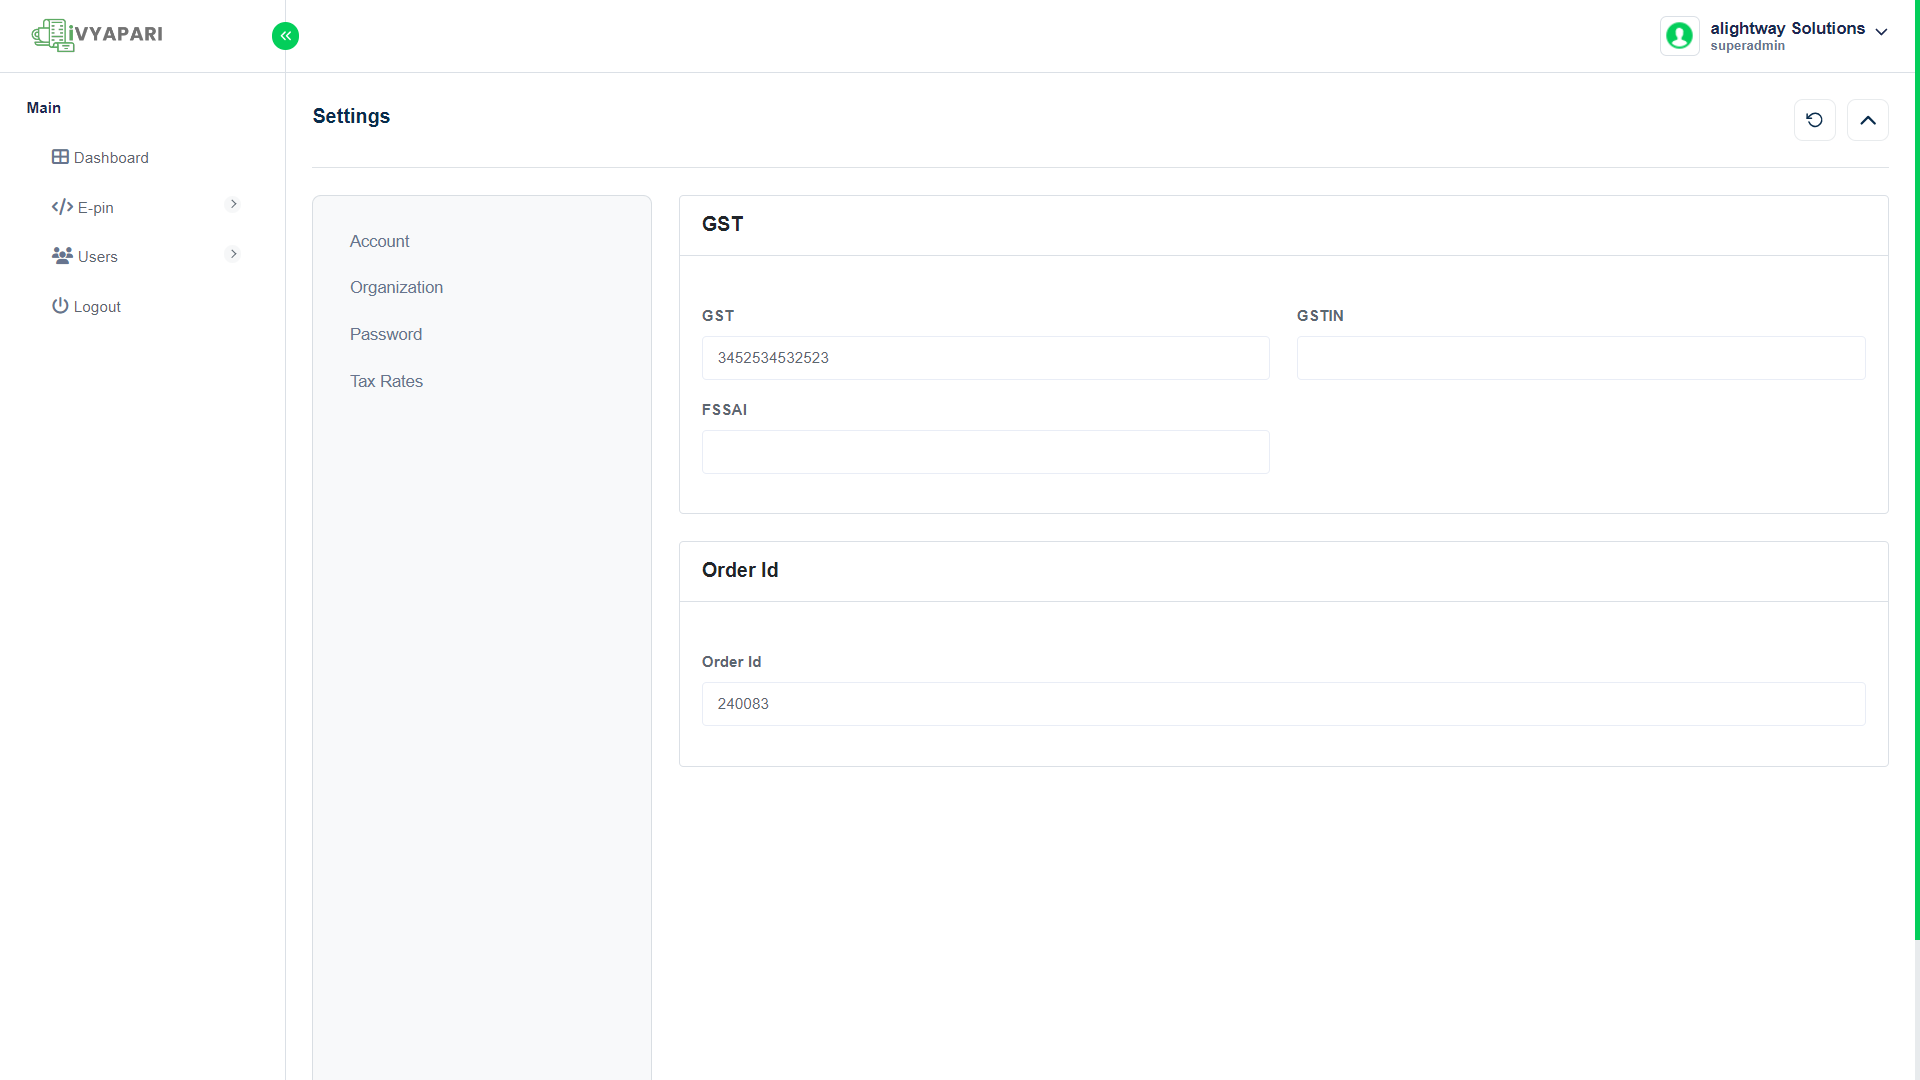 iVYAPARI
alightway Solutions
superadmin
Main
Dashboard
E-pin
Users
Logout
Settings
Account
Organization
Password
Tax Rates
GST
GST
GSTIN
3452534532523
FSSAI
Order Id
Order Id
240083